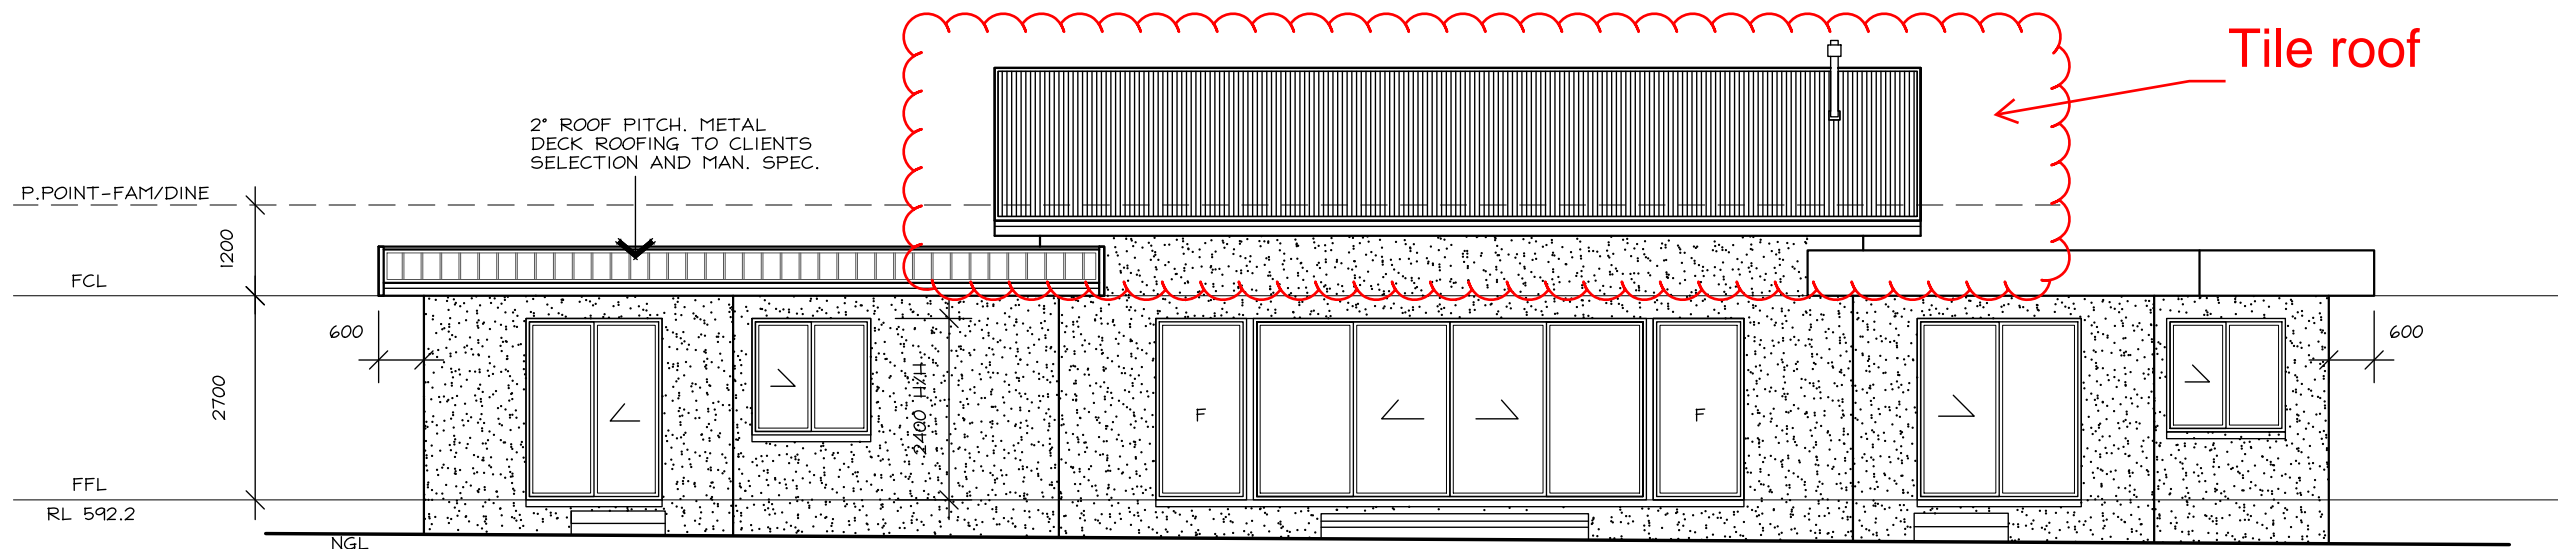 Tile roof
2° ROOF PITCH. METAL
DECK ROOFING TO CLIENTS
SELECTION AND MAN. SPEC.
P.POINT-FAM/DINE
1200
FCL
600
600
2700
2400 H/H
F
F
FFL
RL 592.2
NGL